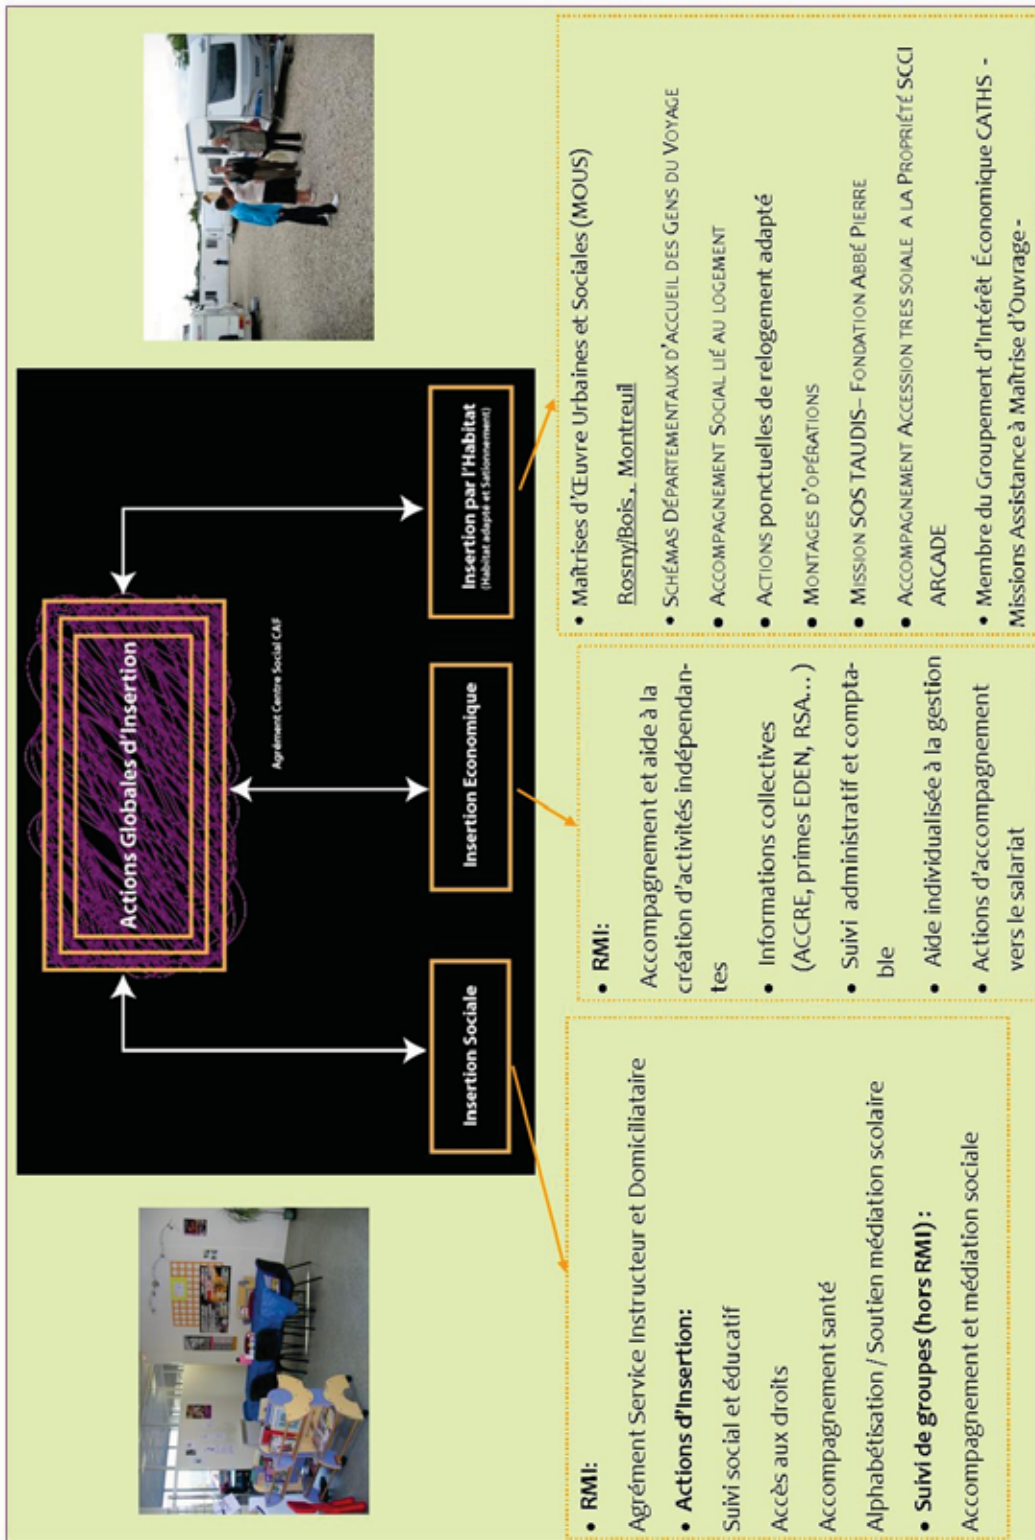 Actions Globales d'Insertion
Agrément Centre Social CAF
Insertion Sociale
Insertion Economique
Insertion par l'Habitat
(Habitat adapté et Sationnement)
• RMI:
Agrément Service Instructeur et Domiciliataire
• Actions d'Insertion:
Suivi social et éducatif
Accès aux droits
Accompagnement santé
Alphabétisation / Soutien médiation scolaire
• Suivi de groupes (hors RMI) :
Accompagnement et médiation sociale
• RMI:
Accompagnement et aide à la
création d'activités indépendan-
tes
• Informations collectives
(ACCRE, primes EDEN, RSA...)
• Suivi administratif et compta-
ble
• Aide individualisée à la gestion
• Actions d'accompagnement
vers le salariat
• Maîtrises d'Œuvre Urbaines et Sociales (MOUS)
Rosny/Bois , Montreuil
• SCHÉMAS DÉPARTEMENTAUX D'ACCUEIL DES GENS DU VOYAGE
• ACCOMPAGNEMENT SOCIAL LIÉ AU LOGEMENT
• ACTIONS ponctuelles de relogement adapté
• MONTAGES D'OPÉRATIONS
• MISSION SOS TAUDIS– FONDATION ABBÉ PIERRE
• ACCOMPAGNEMENT ACCESSION TRES SOIALE A LA PROPRIÉTÉ SCCI
ARCADE
• Membre du Groupement d'Intérêt Économique CATHS -
Missions Assistance à Maîtrise d'Ouvrage -